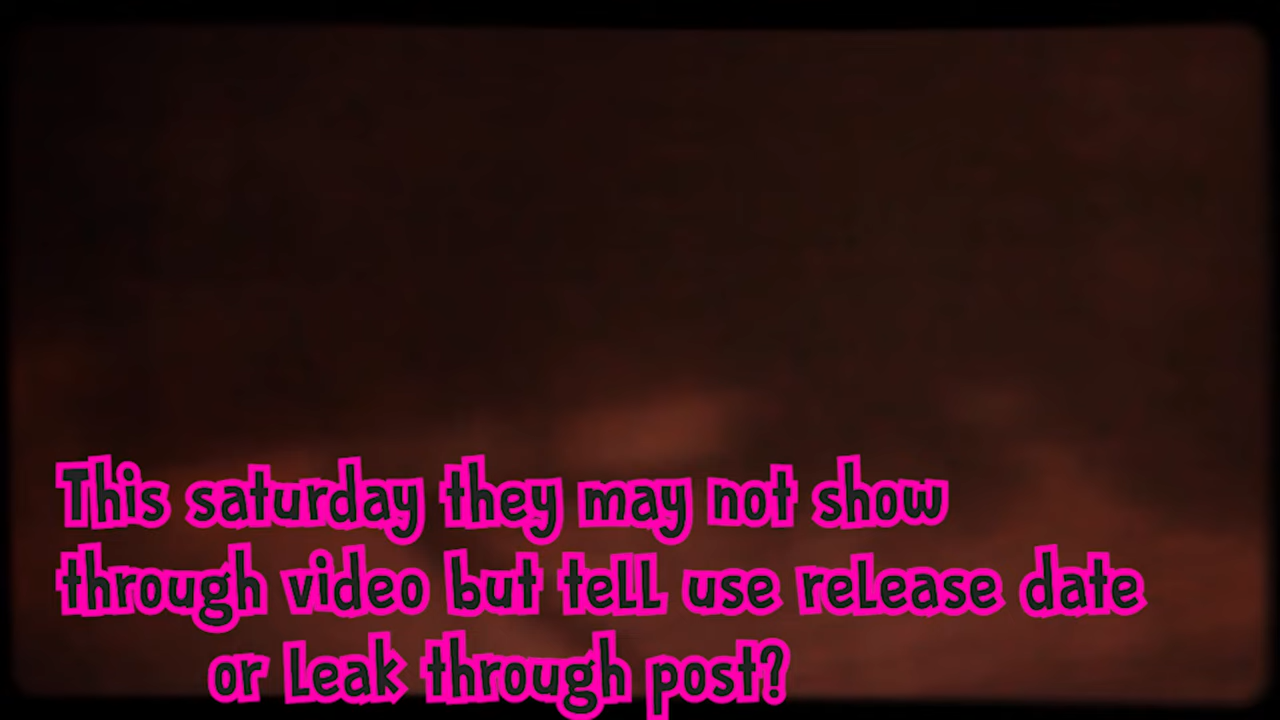 This saturday they may not show
through video but tell use release date
or leak through post?